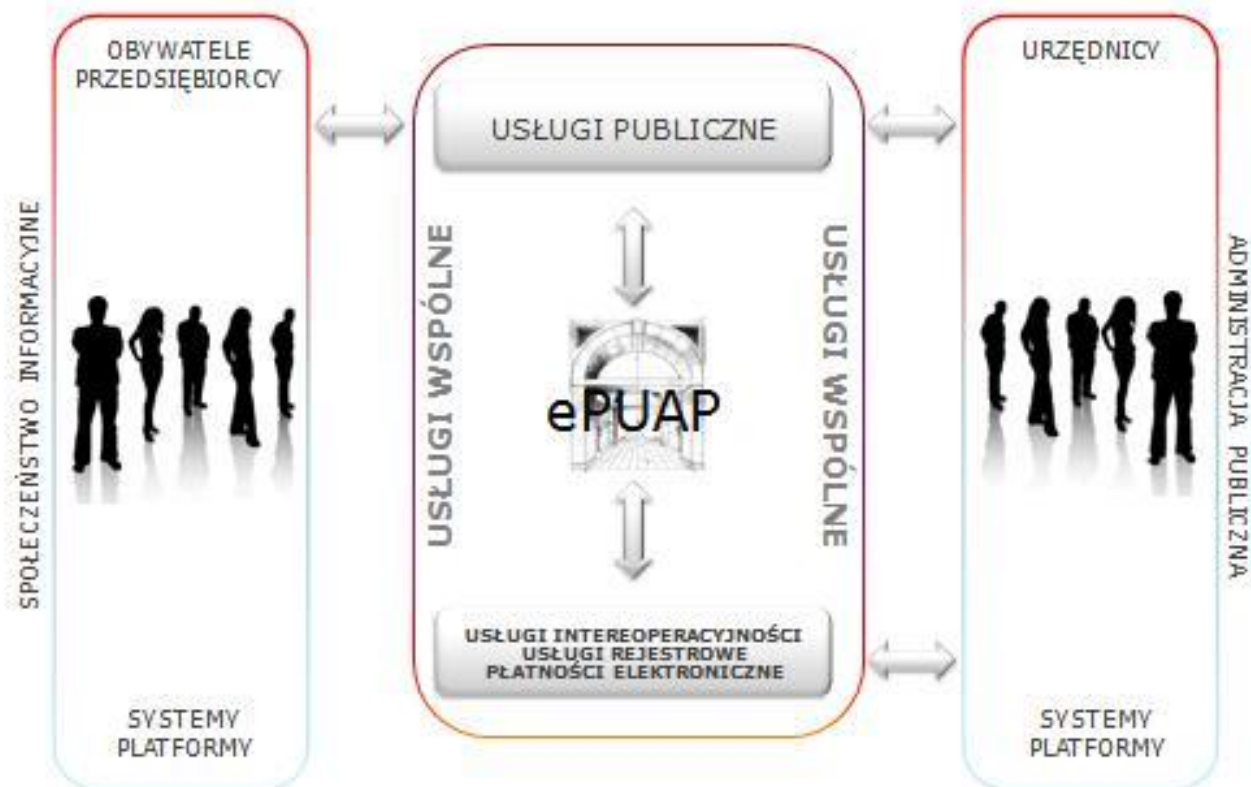 SPOŁECZEŃSTWO INFORMACYJNE
OBYWATELE
PRZEDSIĘBIORCY
SYSTEMY
PLATFORMY
USŁUGI PUBLICZNE
USŁUGI WSPÓLNE
ePUAP
USŁUGI WSPÓLNE
USŁUGI INTEREOPERACYJNOŚCI
USŁUGI REJESTROWE
PŁATNOŚCI ELEKTRONICZNE
URZĘDNICY
SYSTEMY
PLATFORMY
ADMINISTRACJA PUBLICZNA